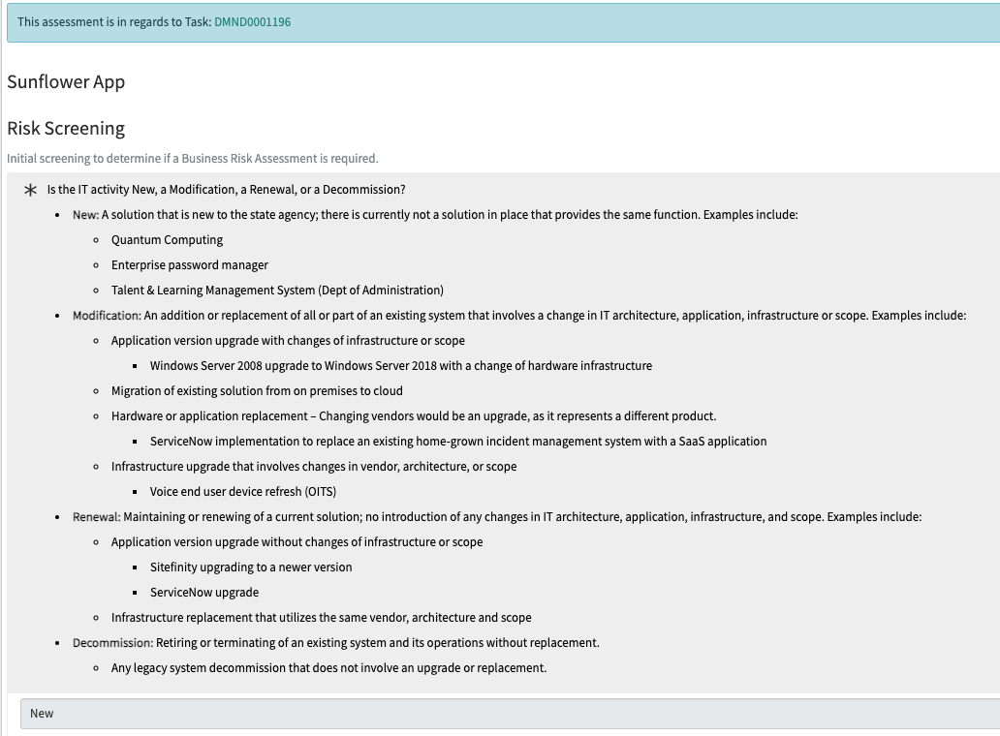 This assessment is in regards to Task: DMND0001196
Sunflower App
Risk Screening
Initial screening to determine if a Business Risk Assessment is required.
Is the IT activity New, a Modification, a Renewal, or a Decommission?
New: A solution that is new to the state agency; there is currently not a solution in place that provides the same function. Examples include:
Quantum Computing
Enterprise password manager
Talent & Learning Management System (Dept of Administration)
Modification: An addition or replacement of all or part of an existing system that involves a change in IT architecture, application, infrastructure or scope. Examples include:
Application version upgrade with changes of infrastructure or scope
Windows Server 2008 upgrade to Windows Server 2018 with a change of hardware infrastructure
Migration of existing solution from on premises to cloud
Hardware or application replacement – Changing vendors would be an upgrade, as it represents a different product.
ServiceNow implementation to replace an existing home-grown incident management system with a SaaS application
Infrastructure upgrade that involves changes in vendor, architecture, or scope
Voice end user device refresh (OITS)
Renewal: Maintaining or renewing of a current solution; no introduction of any changes in IT architecture, application, infrastructure, and scope. Examples include:
Application version upgrade without changes of infrastructure or scope
Sitefinity upgrading to a newer version
ServiceNow upgrade
Infrastructure replacement that utilizes the same vendor, architecture and scope
Decommission: Retiring or terminating of an existing system and its operations without replacement.
Any legacy system decommission that does not involve an upgrade or replacement.
New